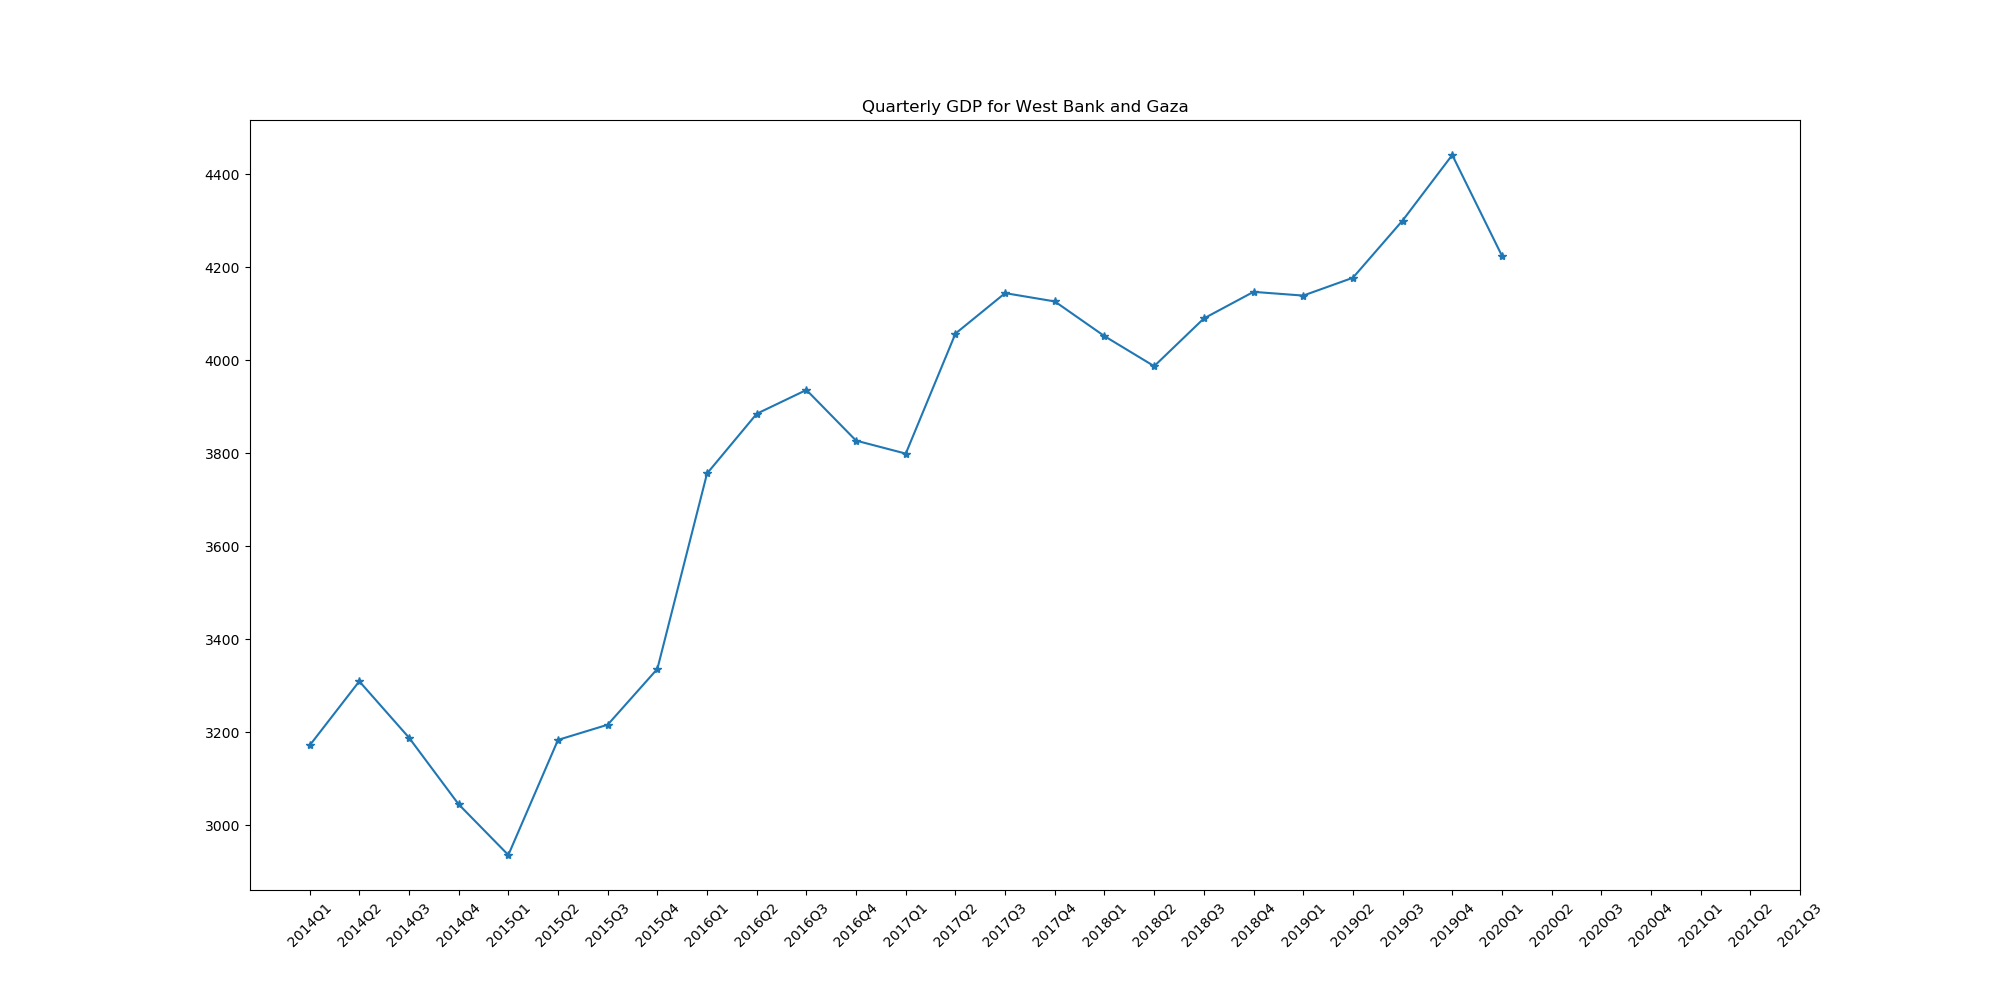 Quarterly GDP for West Bank and Gaza
4400
4200
4000
3800
3600
3400
3200
3000
2014Q1
2014Q2
2014Q3
2014Q4
2015Q1
2015Q2
2015Q3
2015Q4
2016Q1
2016Q2
2016Q3
2016Q4
2017Q1
2017Q2
2017Q3
2017Q4
2018Q1
2018Q2
2018Q3
2018Q4
2019Q1
2019Q2
2019Q3
2019Q4
2020Q1
2020Q2
2020Q3
2020Q4
2021Q1
2021Q2
2021Q3